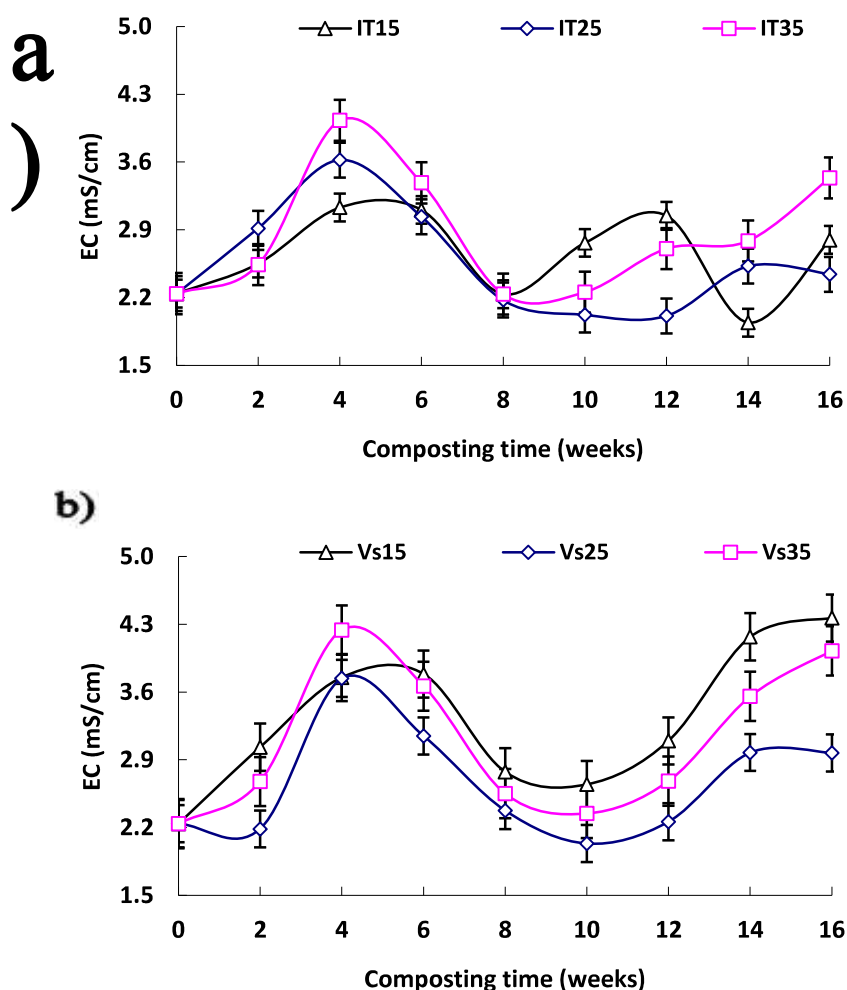 a
)
IT15 IT25 IT35
5.0
4.3
3.6
2.9
2.2
1.5
EC (mS/cm)
0 2 4 6 8 10 12 14 16
Composting time (weeks)
b)
Vs15 Vs25 Vs35
5.0
4.3
3.6
2.9
2.2
1.5
EC (mS/cm)
0 2 4 6 8 10 12 14 16
Composting time (weeks)